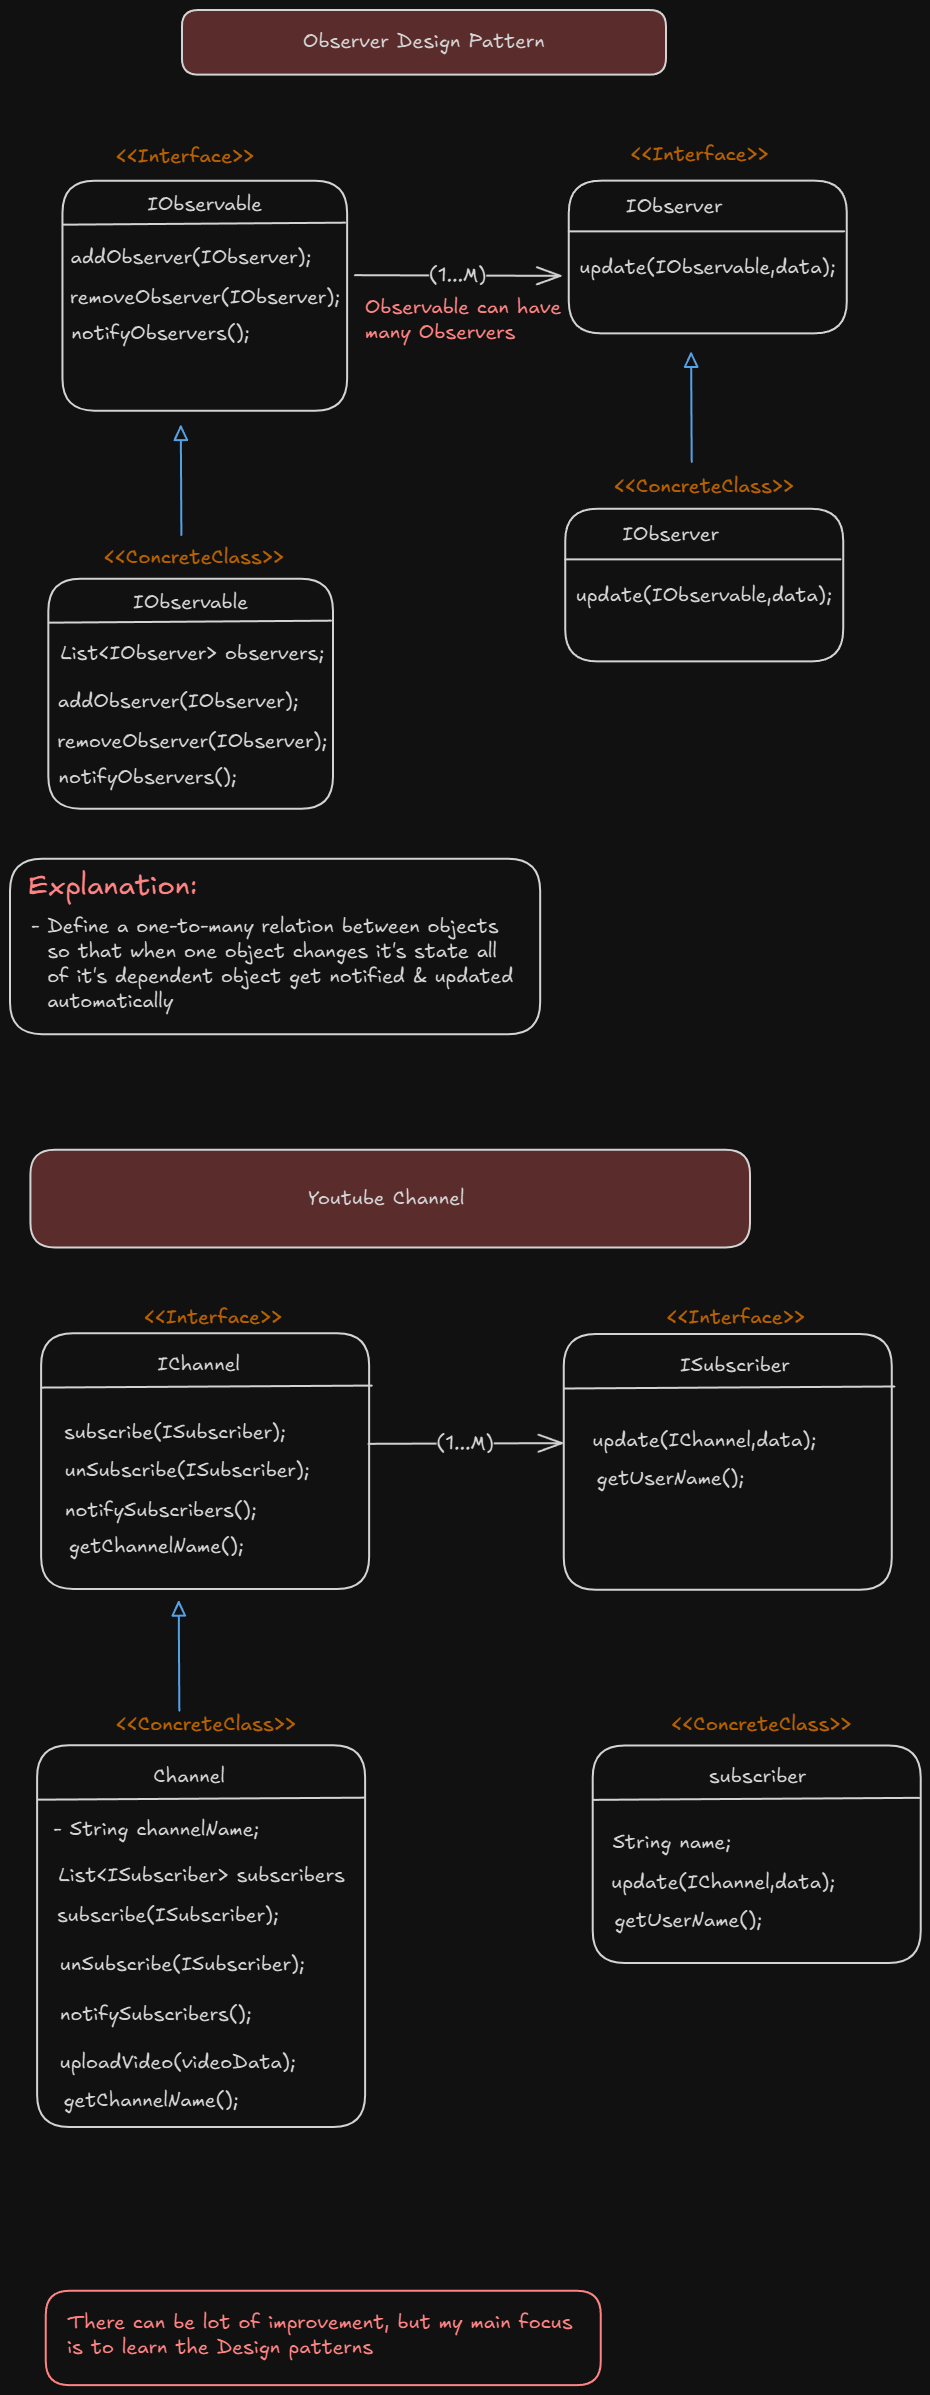 Observer Design Pattern
<<Interface>>
IObservable
addObserver(IObserver);
removeObserver(IObserver);
notifyObservers();
(1...M)
Observable can have
many Observers
<<Interface>>
IObserver
update(IObservable,data);
<<ConcreteClass>>
IObservable
List<IObserver> observers;
addObserver(IObserver);
removeObserver(IObserver);
notifyObservers();
<<ConcreteClass>>
IObserver
update(IObservable,data);
Explanation:
- Define a one-to-many relation between objects
so that when one object changes it's state all
of it's dependent object get notified & updated
automatically
Youtube Channel
<<Interface>>
IChannel
subscribe(ISubscriber);
unSubscribe(ISubscriber);
notifySubscribers();
getChannelName();
(1...M)
<<Interface>>
ISubscriber
update(IChannel,data);
getUserName();
<<ConcreteClass>>
Channel
- String channelName;
List<ISubscriber> subscribers
subscribe(ISubscriber);
unSubscribe(ISubscriber);
notifySubscribers();
uploadVideo(videoData);
getChannelName();
<<ConcreteClass>>
subscriber
String name;
update(IChannel,data);
getUserName();
There can be lot of improvement, but my main focus
is to learn the Design patterns